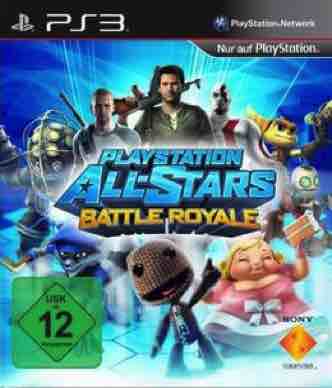 PS3
PlayStation®Network
Nur auf PlayStation®
PLAYSTATION
ALL-STARS
BATTLE ROYALE
USK
12
SONY